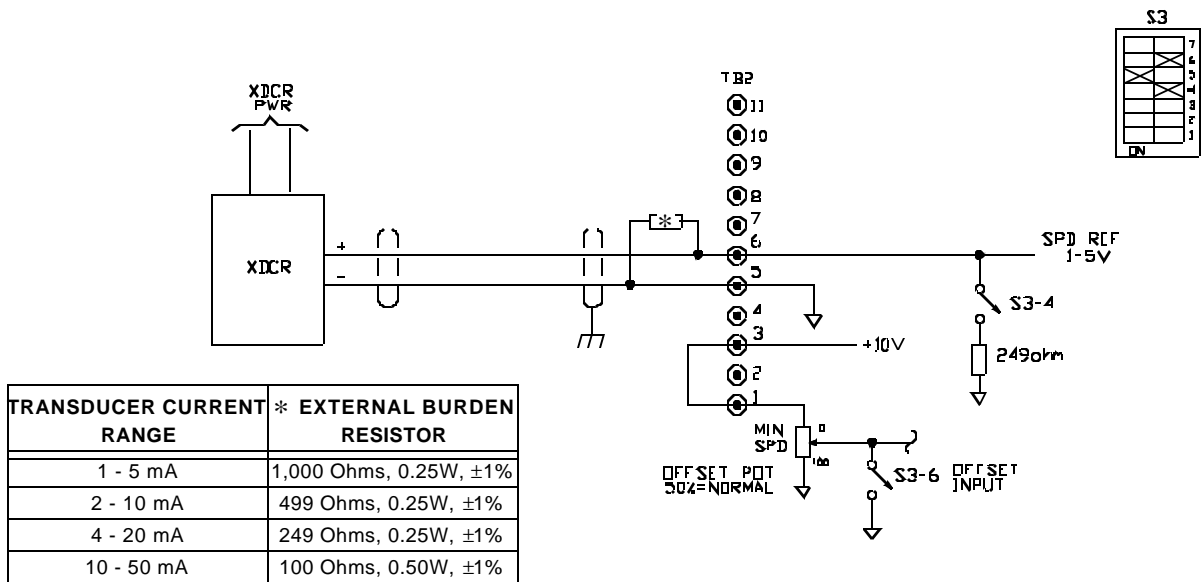 S3
7
6
5
4
3
2
1
ON
XDCR
PWR
TB2
11
10
9
8
7
6
5
4
3
2
1
XDCR
+
-
*
SPD REF
1-5V
S3-4
249ohm
+10V
MIN
SPD
0
OFFSET POT
50%=NORMAL
S3-6 OFFSET
INPUT
TRANSDUCER CURRENT RANGE
* EXTERNAL BURDEN RESISTOR
1 - 5 mA 1,000 Ohms, 0.25W, ±1%
2 - 10 mA 499 Ohms, 0.25W, ±1%
4 - 20 mA 249 Ohms, 0.25W, ±1%
10 - 50 mA 100 Ohms, 0.50W, ±1%